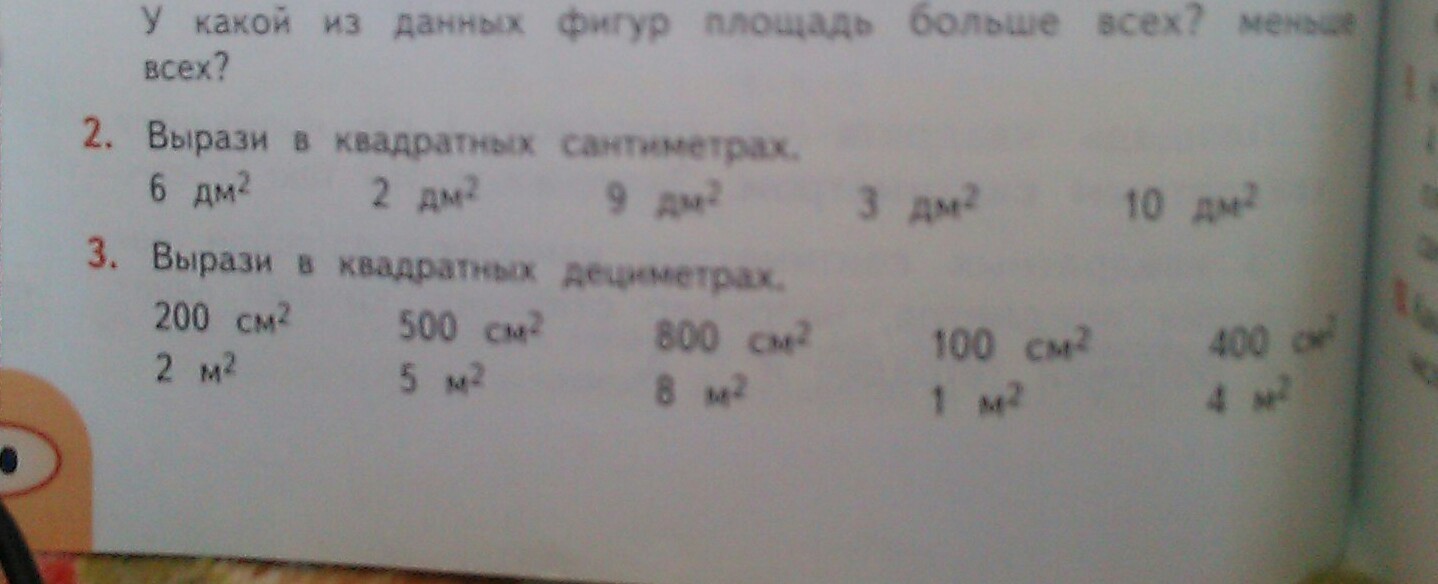 У какой из данных фигур площадь больше всех? меньше
всех?
2. Вырази в квадратных сантиметрах.
6 дм² 2 дм² 9 дм² 3 дм² 10 дм²
3. Вырази в квадратных дециметрах.
200 см² 500 см² 800 см² 100 см² 400 см²
2 м² 5 м² 8 м² 1 м² 4 м²